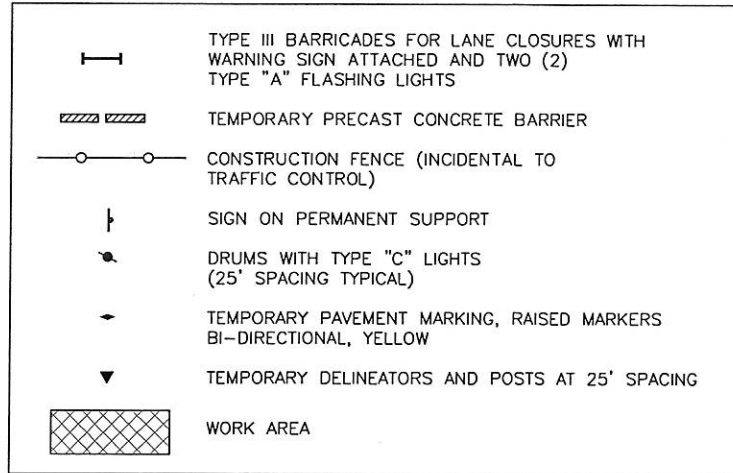 TYPE III BARRICADES FOR LANE CLOSURES WITH
WARNING SIGN ATTACHED AND TWO (2)
TYPE "A" FLASHING LIGHTS
TEMPORARY PRECAST CONCRETE BARRIER
CONSTRUCTION FENCE (INCIDENTAL TO
TRAFFIC CONTROL)
SIGN ON PERMANENT SUPPORT
DRUMS WITH TYPE "C" LIGHTS
(25' SPACING TYPICAL)
TEMPORARY PAVEMENT MARKING, RAISED MARKERS
BI-DIRECTIONAL, YELLOW
TEMPORARY DELINEATORS AND POSTS AT 25' SPACING
WORK AREA